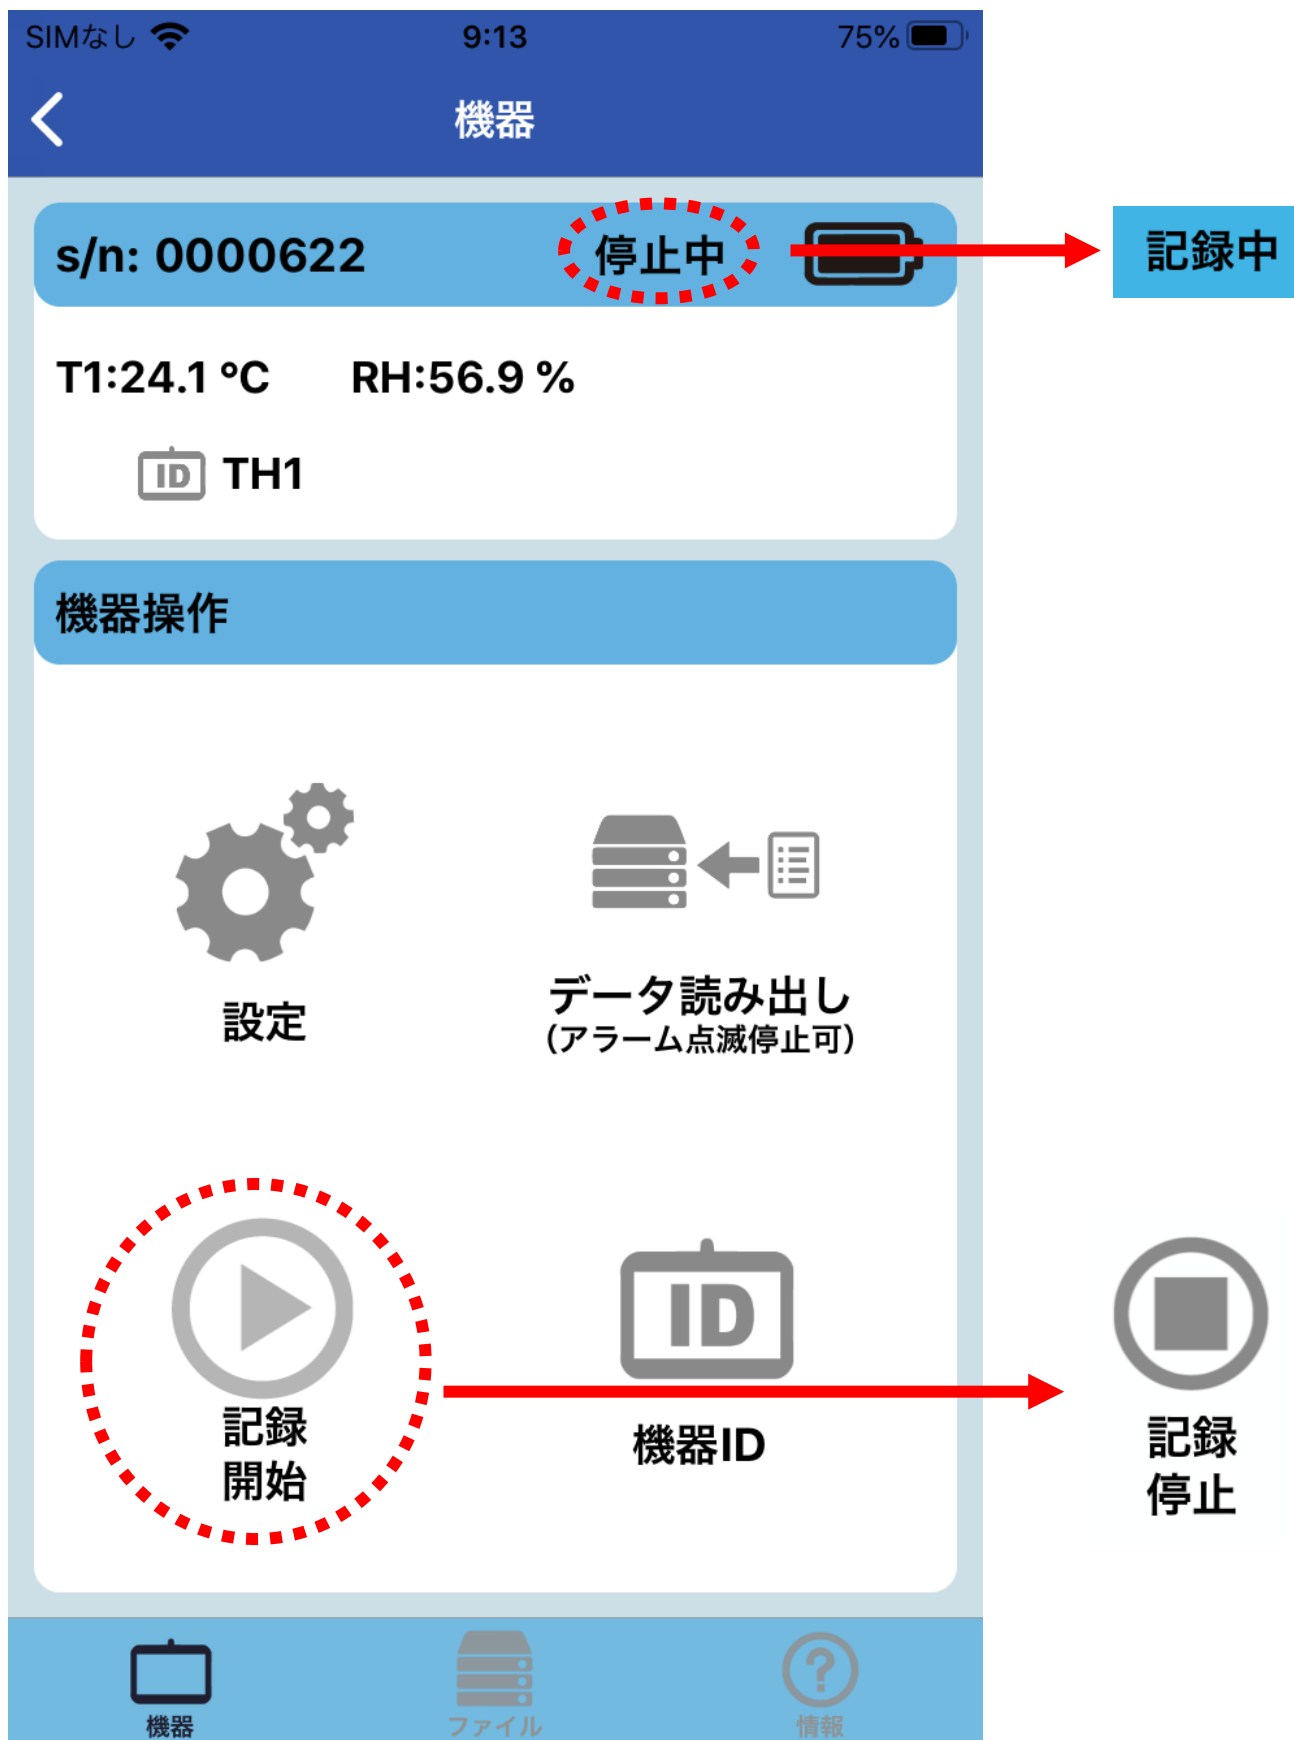 SIMなし 9:13 75%
機器
s/n: 0000622 停止中 記録中
T1:24.1 °C RH:56.9 %
ID TH1
機器操作
設定
データ読み出し
(アラーム点滅停止可)
ID
記録
開始
機器ID
記録
停止
機器 ファイル 情報